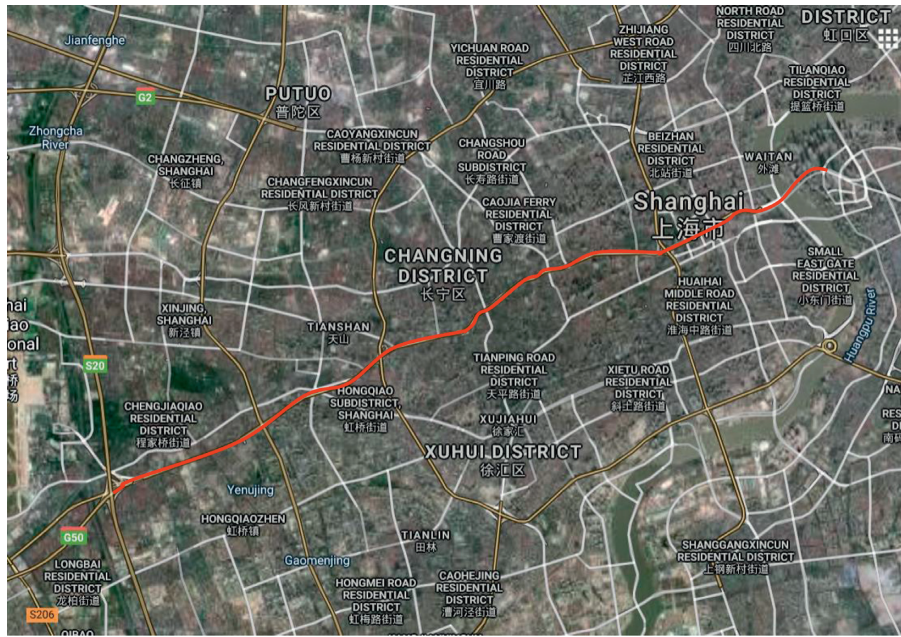 NORTH ROAD
RESIDENTIAL
DISTRICT
四川北路
DISTRICT
虹口区
Jianfenghe
ZHIJIANG
WEST ROAD
RESIDENTIAL
DISTRICT
芷江西路
YICHUAN ROAD
RESIDENTIAL
DISTRICT
宜川路
TILANQIAO
RESIDENTIAL
DISTRICT
提篮桥街道
G2
PUTUO
普陀区
Zhongcha
River
CAOYANGXINCUN
RESIDENTIAL DISTRICT
曹杨新村街道
CHANGSHOU
ROAD
SUBDISTRICT
长寿路街道
BEIZHAN
RESIDENTIAL
DISTRICT
北站街道
WAITAN
外滩
CHANGZHENG,
SHANGHAI
长征镇
CHANGFENGXINCUN
RESIDENTIAL DISTRICT
长风新村街道
CAOJIA FERRY
RESIDENTIAL
DISTRICT
曹家渡街道
Shanghai
上海市
CHANGNING
DISTRICT
长宁区
SMALL
EAST GATE
RESIDENTIAL
DISTRICT
小东门街道
HUAIHAI
MIDDLE ROAD
RESIDENTIAL
DISTRICT
淮海中路街道
Huangpu River
XINJING,
SHANGHAI
新泾镇
TIANSHAN
天山
S20
TIANPING ROAD
RESIDENTIAL
DISTRICT
天平路街道
XIETU ROAD
RESIDENTIAL
DISTRICT
斜土路街道
HONGQIAO
SUBDISTRICT,
SHANGHAI
虹桥街道
CHENGJIAQIAO
RESIDENTIAL
DISTRICT
程家桥街道
XUJIAHUI
徐家汇
XUHUI DISTRICT
徐汇区
Yenujing
HONGQIAOZHEN
虹桥镇
G50
TIANLIN
田林
Gaomenjing
SHANGGANGXINCUN
RESIDENTIAL DISTRICT
上钢新村街道
LONGBAI
RESIDENTIAL
DISTRICT
龙柏街道
HONGMEI ROAD
RESIDENTIAL
DISTRICT
虹梅路街道
CAOHEJING
RESIDENTIAL
DISTRICT
漕河泾街道
S206
QIBAO